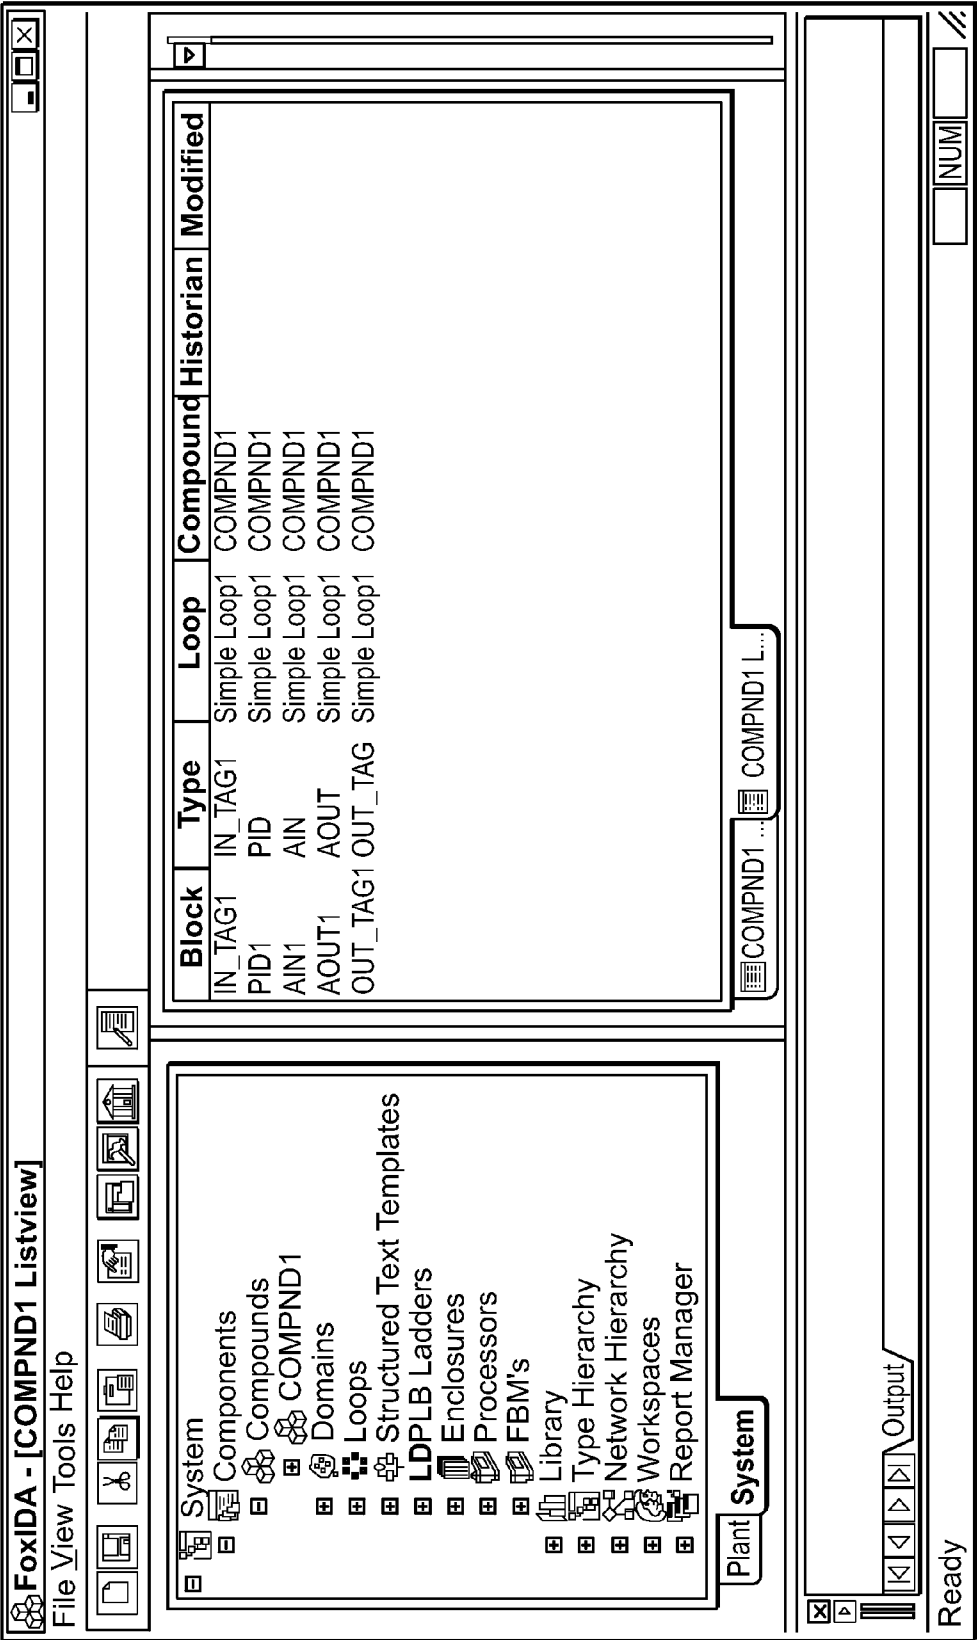 FoxIDA - [COMPND1 Listview]
File View Tools Help
System
Components
Compounds
COMPND1
Domains
Loops
Structured Text Templates
LDPLB Ladders
Enclosures
Processors
FBM's
Library
Type Hierarchy
Network Hierarchy
Workspaces
Report Manager
Plant System
Block Type Loop Compound Historian Modified
IN_TAG1 IN_TAG1 Simple Loop1 COMPND1
PID1 PID Simple Loop1 COMPND1
AIN1 AIN Simple Loop1 COMPND1
AOUT1 AOUT Simple Loop1 COMPND1
OUT_TAG1 OUT_TAG Simple Loop1 COMPND1
COMPND1 ... COMPND1 L...
Output
Ready NUM